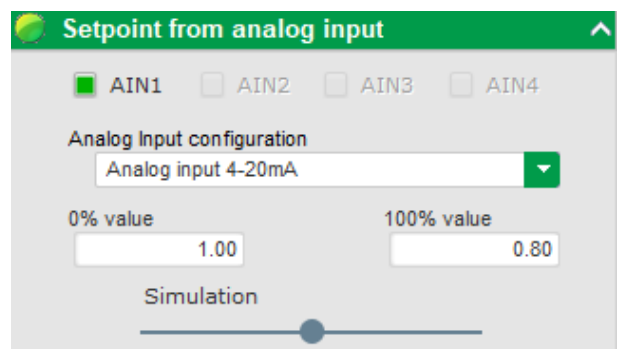 Setpoint from analog input
AIN1 AIN2 AIN3 AIN4
Analog Input configuration
Analog input 4-20mA
0% value 100% value
1.00 0.80
Simulation